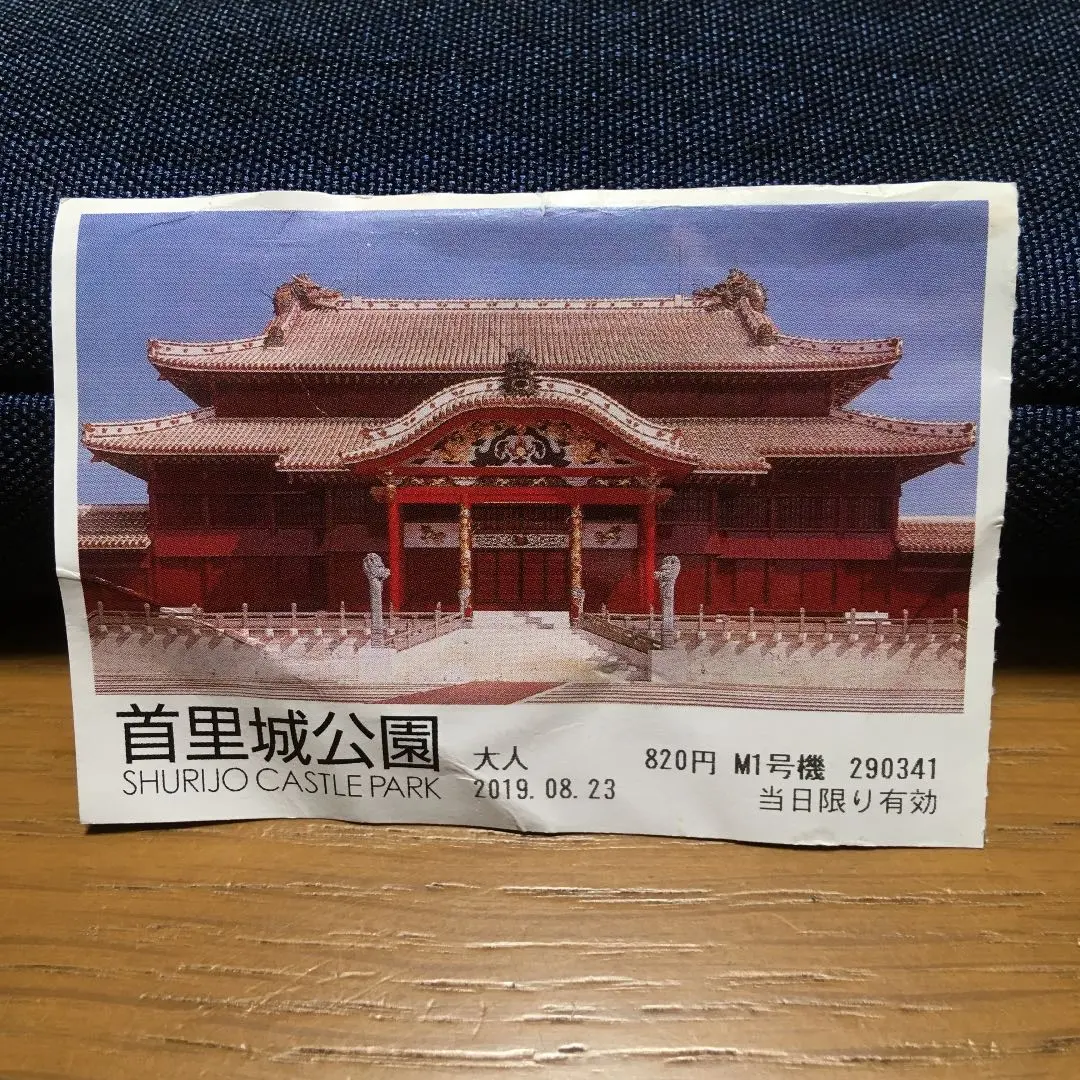 首里城公園
SHURIJO CASTLE PARK
大人
2019. 08. 23
820円 M1号機 290341
当日限り有効